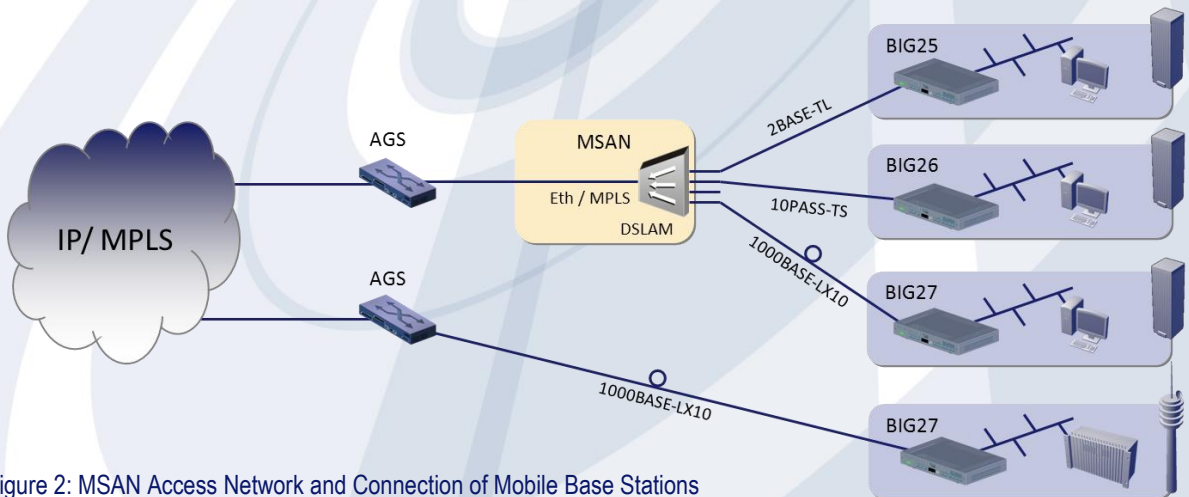 BIG25
2BASE-TL
AGS
MSAN
Eth / MPLS
DSLAM
BIG26
10PASS-TS
IP/ MPLS
1000BASE-LX10
BIG27
AGS
1000BASE-LX10
BIG27
igure 2: MSAN Access Network and Connection of Mobile Base Stations